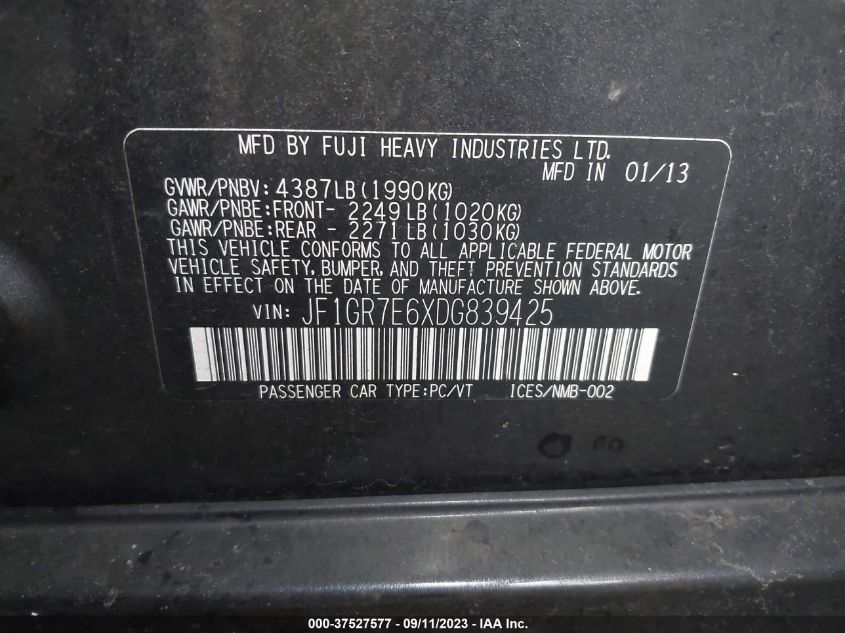 MFD BY FUJI HEAVY INDUSTRIES LTD.
MFD IN 01/13
GVWR/PNBV: 4387LB(1990KG)
GAWR/PNBE:FRONT- 2249LB(1020KG)
GAWR/PNBE:REAR - 2271LB(1030KG)
THIS VEHICLE CONFORMS TO ALL APPLICABLE FEDERAL MOTOR
VEHICLE SAFETY, BUMPER, AND THEFT PREVENTION STANDARDS
IN EFFECT ON THE DATE OF MANUFACTURE SHOWN ABOVE.
VIN: JF1GR7E6XDG839425
PASSENGER CAR TYPE:PC/VT ICES/NMB-002
000-37527577 - 09/11/2023 - IAA Inc.